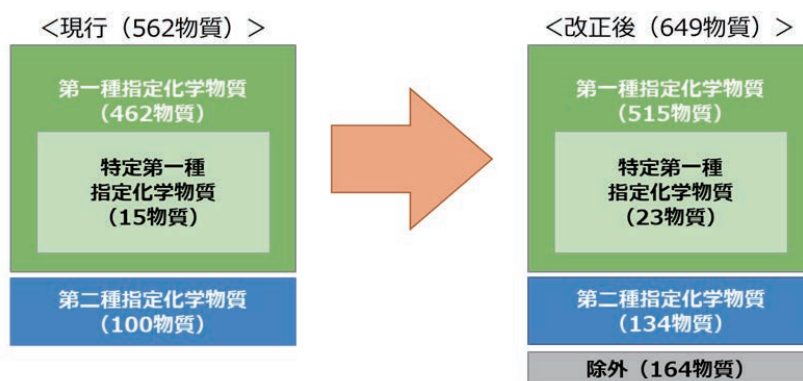 ＜現行（562物質）＞
第一種指定化学物質
（462物質）
特定第一種
指定化学物質
（15物質）
第二種指定化学物質
（100物質）
＜改正後（649物質）＞
第一種指定化学物質
（515物質）
特定第一種
指定化学物質
（23物質）
第二種指定化学物質
（134物質）
除外（164物質）